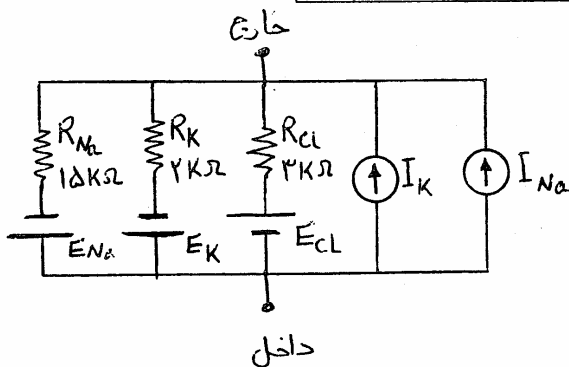 خارج
R_Na
۱۵KΩ
R_K
۲KΩ
R_CL
۳KΩ
I_K
I_Na
E_Na
E_K
E_CL
داخل